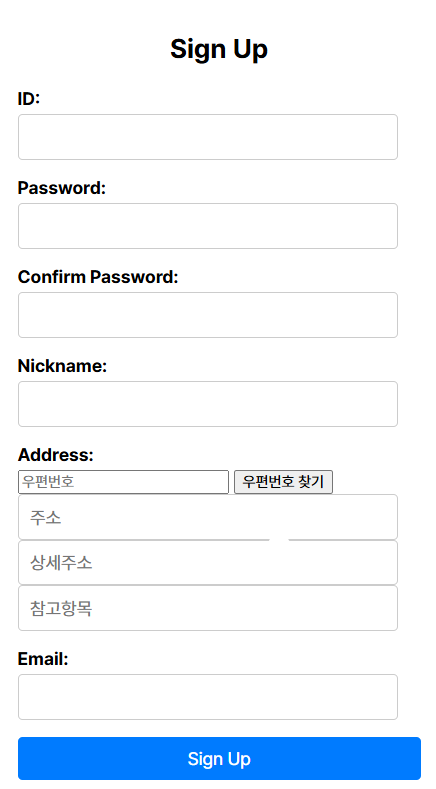 Sign Up
ID:
Password:
Confirm Password:
Nickname:
Address:
우편번호 우편번호 찾기
주소
상세주소
참고항목
Email:
Sign Up